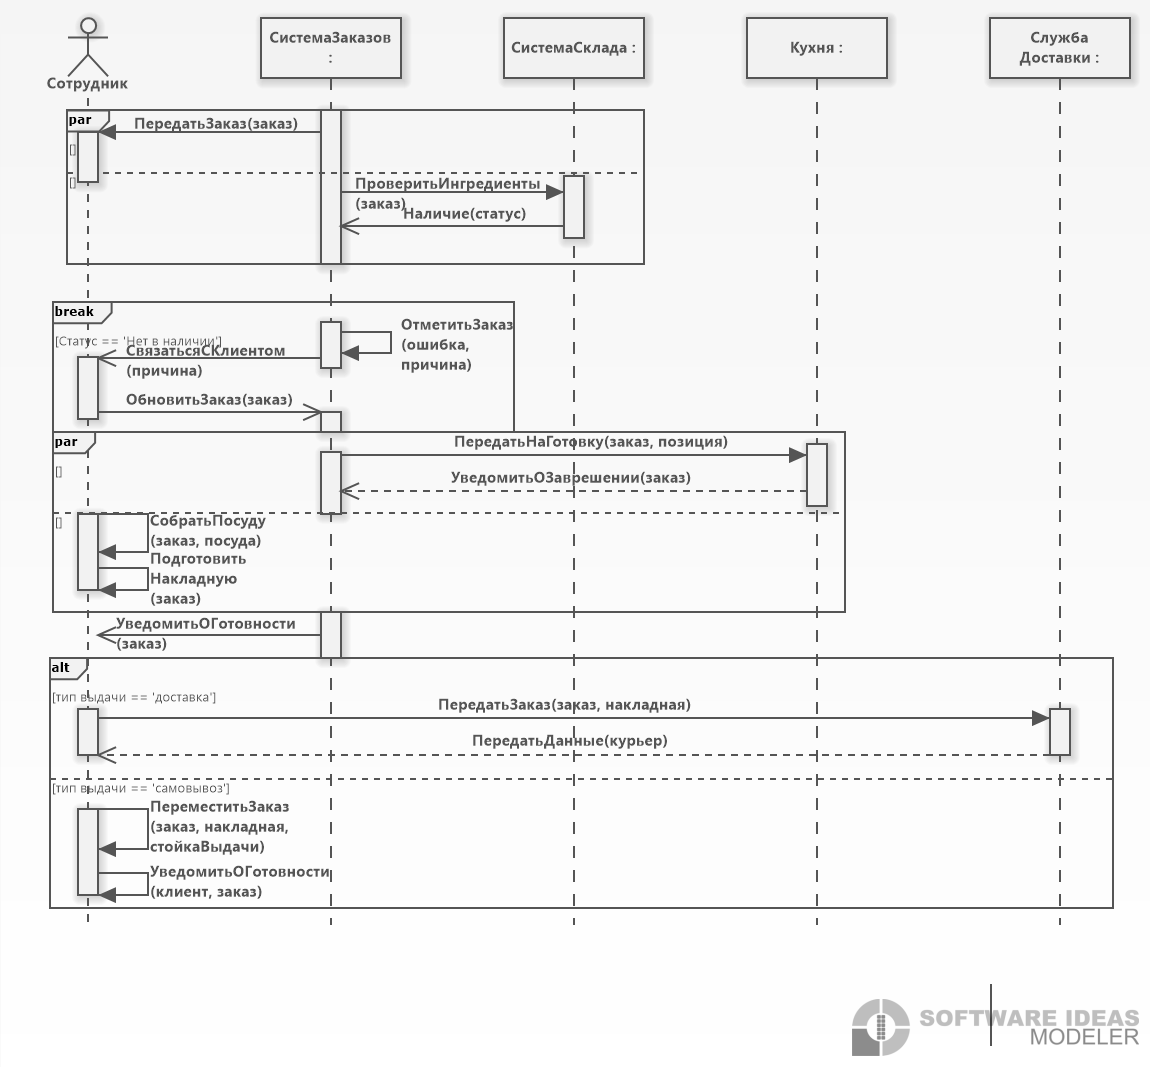 Сотрудник
СистемаЗаказов
:
СистемаСклада :
Кухня :
Служба
Доставки :
par
ПередатьЗаказ(заказ)
[]
[]
ПроверитьИнгредиенты
(заказ)
Наличие(статус)
break
[Статус == 'Нет в наличии']
ОтметитьЗаказ
(ошибка,
причина)
СвязатьсяСКлиентом
(причина)
ОбновитьЗаказ(заказ)
par
ПередатьНаГотовку(заказ, позиция)
[]
УведомитьОЗаврешении(заказ)
[]
СобратьПосуду
(заказ, посуда)
Подготовить
Накладную
(заказ)
УведомитьОГотовности
(заказ)
alt
[тип выдачи == 'доставка']
ПередатьЗаказ(заказ, накладная)
ПередатьДанные(курьер)
[тип выдачи == 'самовывоз']
ПереместитьЗаказ
(заказ, накладная,
стойкаВыдачи)
УведомитьОГотовности
(клиент, заказ)
SOFTWARE IDEAS
MODELER